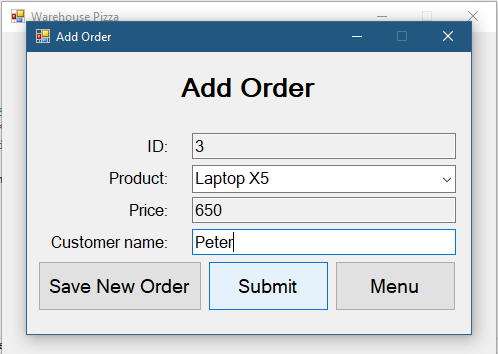 Warehouse Pizza
Add Order
Add Order
ID: 3
Product: Laptop X5
Price: 650
Customer name: Peter
Save New Order Submit Menu